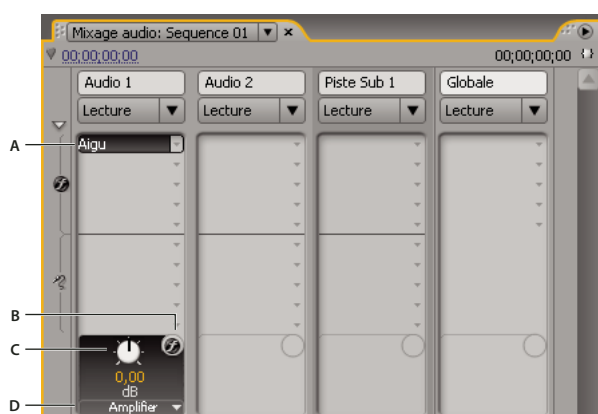 Mixage audio: Sequence 01
00;00;00;00 00;00;00;00
Audio 1 Audio 2 Piste Sub 1 Globale
Lecture Lecture Lecture Lecture
A Aigu
B
C
0,00
dB
D Amplifier